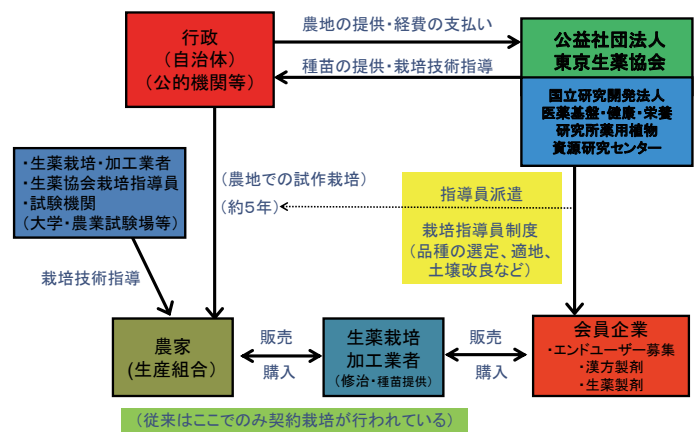 行政
(自治体)
(公的機関等)
農地の提供・経費の支払い
種苗の提供・栽培技術指導
公益社団法人
東京生薬協会
国立研究開発法人
医薬基盤・健康・栄養
研究所薬用植物
資源研究センター
・生薬栽培・加工業者
・生薬協会栽培指導員
・試験機関
(大学・農業試験場等)
(農地での試作栽培)
(約5年)
指導員派遣
栽培指導員制度
(品種の選定、適地、
土壌改良など)
栽培技術指導
農家
(生産組合)
販売
購入
生薬栽培
加工業者
(修治・種苗提供)
販売
購入
会員企業
・エンドユーザー募集
・漢方製剤
・生薬製剤
(従来はここでのみ契約栽培が行われている)